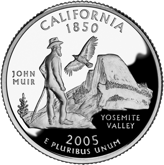 CALIFORNIA
1850
JOHN
MUIR
YOSEMITE
VALLEY
2005
E PLURIBUS UNUM